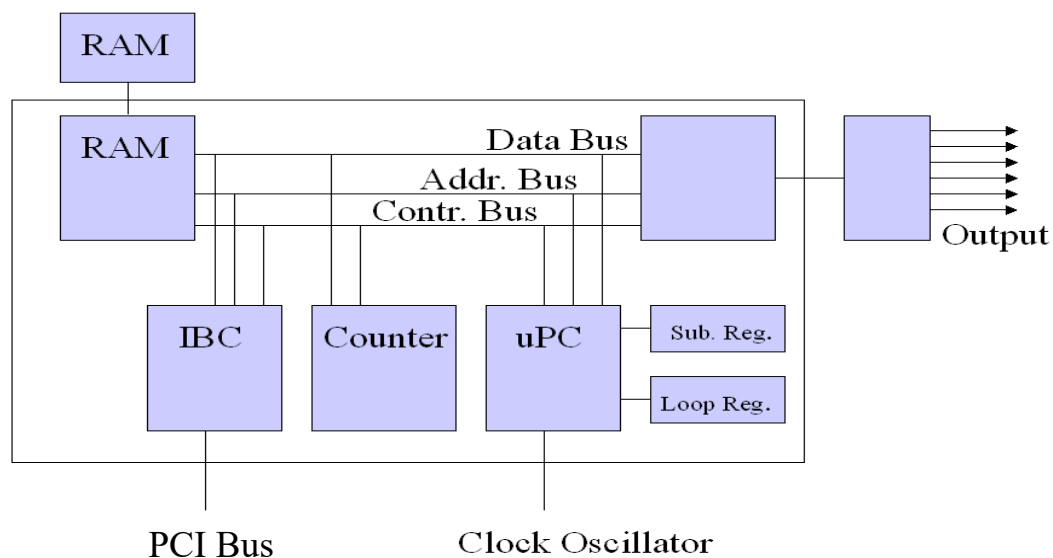 RAM
RAM
Data Bus
Addr. Bus
Contr. Bus
Output
IBC
Counter
uPC
Sub. Reg.
Loop Reg.
PCI Bus
Clock Oscillator